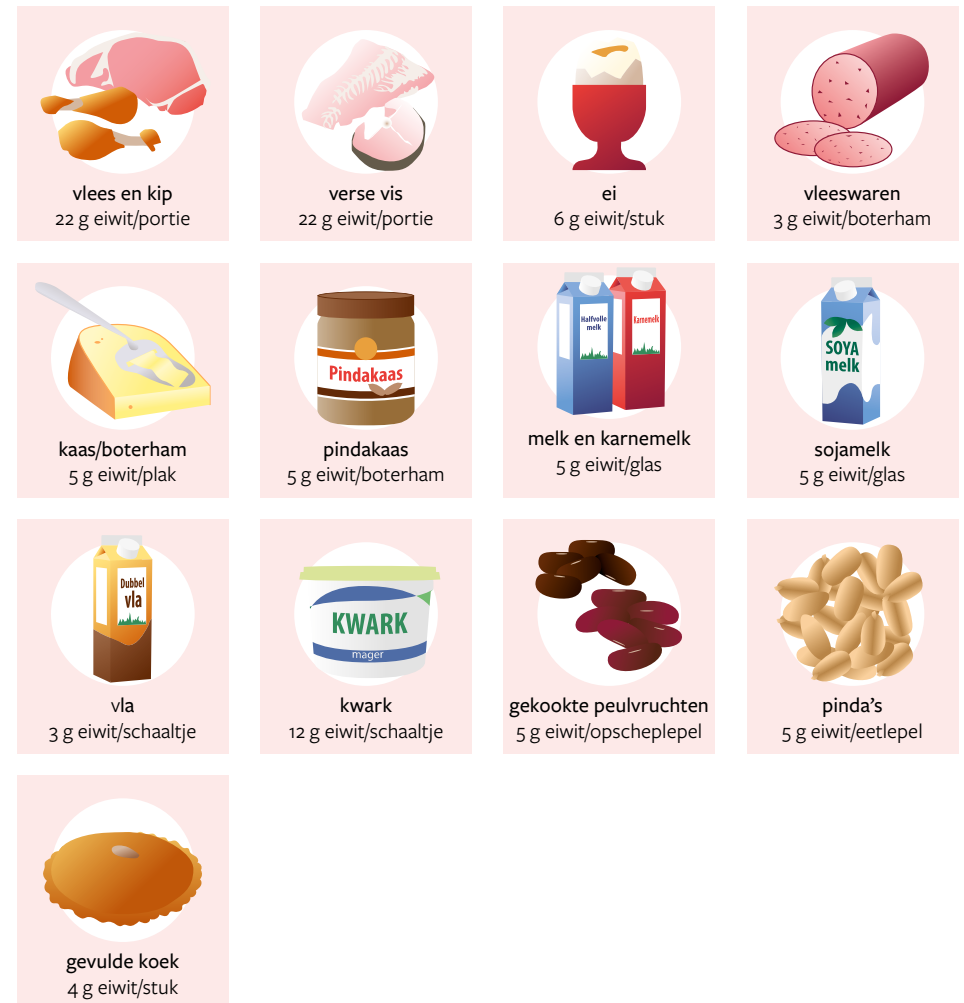 vlees en kip
22 g eiwit/portie
verse vis
22 g eiwit/portie
ei
6 g eiwit/stuk
vleeswaren
3 g eiwit/boterham
kaas/boterham
5 g eiwit/plak
Pindakaas
pindakaas
5 g eiwit/boterham
Halfvolle
melk
Karnemelk
melk en karnemelk
5 g eiwit/glas
SOYA
melk
sojamelk
5 g eiwit/glas
Dubbel
vla
vla
3 g eiwit/schaaltje
KWARK
mager
kwark
12 g eiwit/schaaltje
gekookte peulvruchten
5 g eiwit/opscheplepel
pinda's
5 g eiwit/eetlepel
gevulde koek
4 g eiwit/stuk